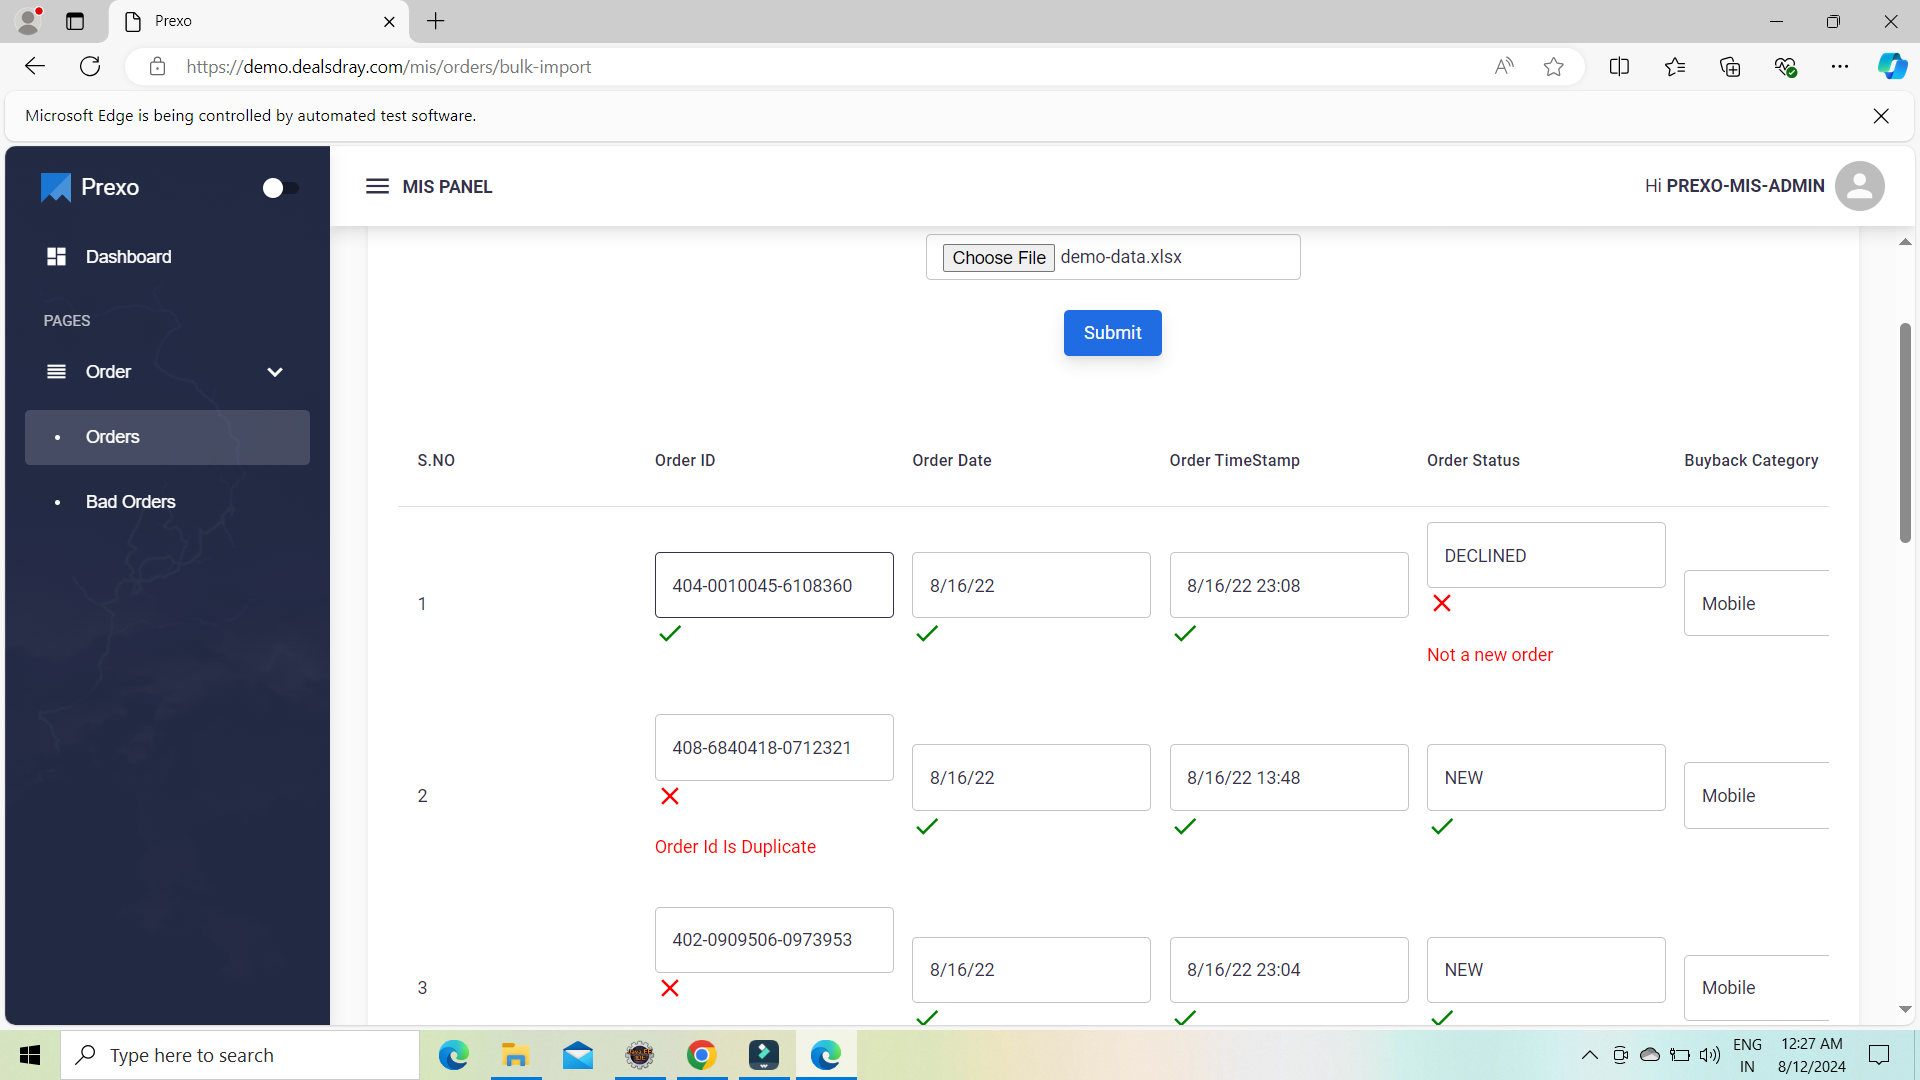 Prexo
https://demo.dealsdray.com/mis/orders/bulk-import
Microsoft Edge is being controlled by automated test software.
Prexo
MIS PANEL
Hi PREXO-MIS-ADMIN
Dashboard
PAGES
Order
Orders
Bad Orders
Choose File demo-data.xlsx
Submit
S.NO Order ID Order Date Order TimeStamp Order Status Buyback Category
1 404-0010045-6108360 8/16/22 8/16/22 23:08 DECLINED Mobile
Not a new order
2 408-6840418-0712321 8/16/22 8/16/22 13:48 NEW Mobile
Order Id Is Duplicate
3 402-0909506-0973953 8/16/22 8/16/22 23:04 NEW Mobile
Type here to search
ENG
IN
12:27 AM
8/12/2024